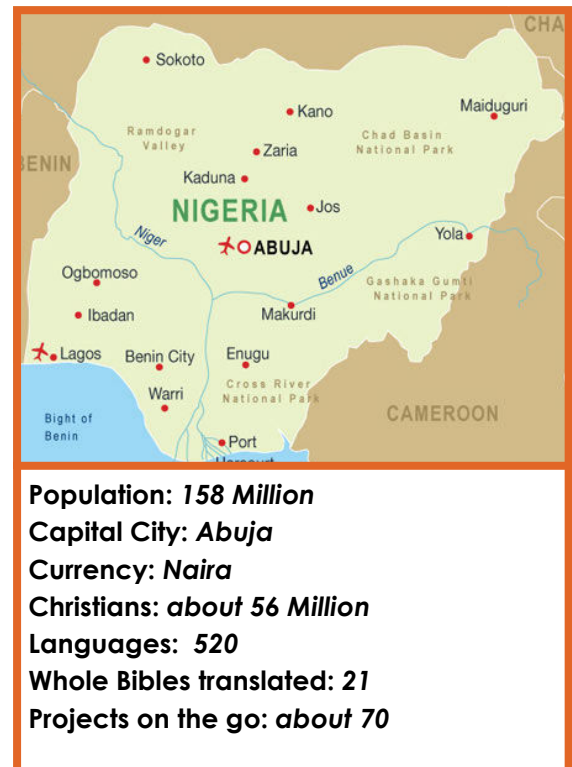 CHA
Sokoto
Kano
Maiduguri
Ramdogar
Valley
Chad Basin
National Park
Zaria
BENIN
Kaduna
NIGERIA
Jos
Niger
ABUJA
Yola
Benue
Ogbomoso
Gashaka Gumti
National Park
Ibadan
Makurdi
Lagos
Benin City
Enugu
Cross River
National Park
Warri
CAMEROON
Bight of
Benin
Port
Harcourt
Population: 158 Million
Capital City: Abuja
Currency: Naira
Christians: about 56 Million
Languages: 520
Whole Bibles translated: 21
Projects on the go: about 70